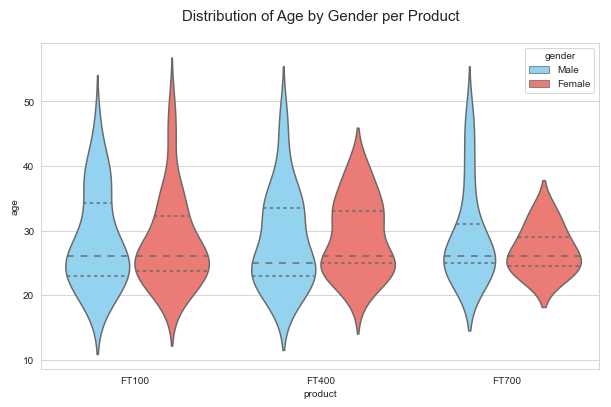 Distribution of Age by Gender per Product
gender
Male
Female
50
40
30
20
10
age
FT100
FT400
FT700
product